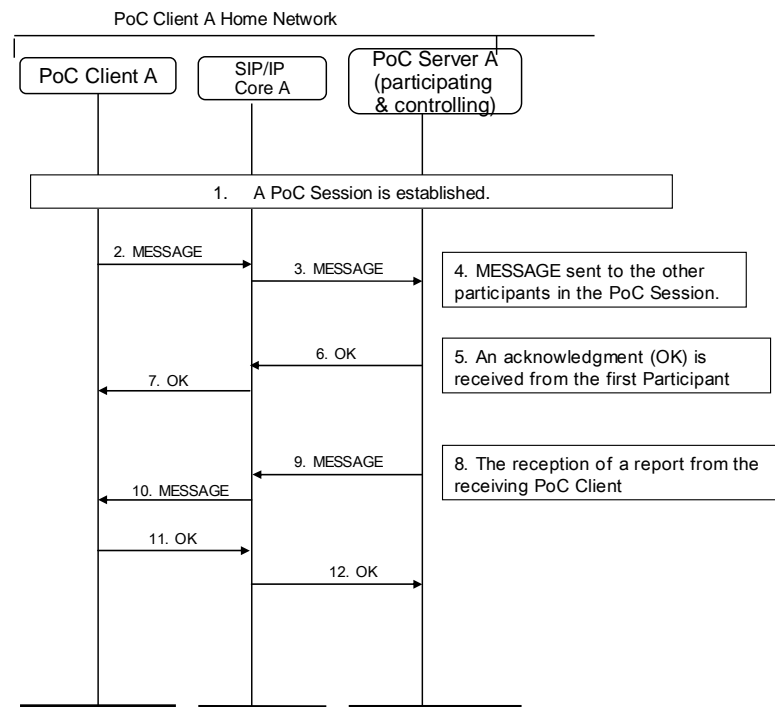 PoC Client A Home Network
PoC Client A
SIP/IP
Core A
PoC Server A
(participating
& controlling)
1. A PoC Session is established.
2. MESSAGE
3. MESSAGE
4. MESSAGE sent to the other
participants in the PoC Session.
6. OK
5. An acknowledgment (OK) is
received from the first Participant
7. OK
9. MESSAGE
8. The reception of a report from the
receiving PoC Client
10. MESSAGE
11. OK
12. OK